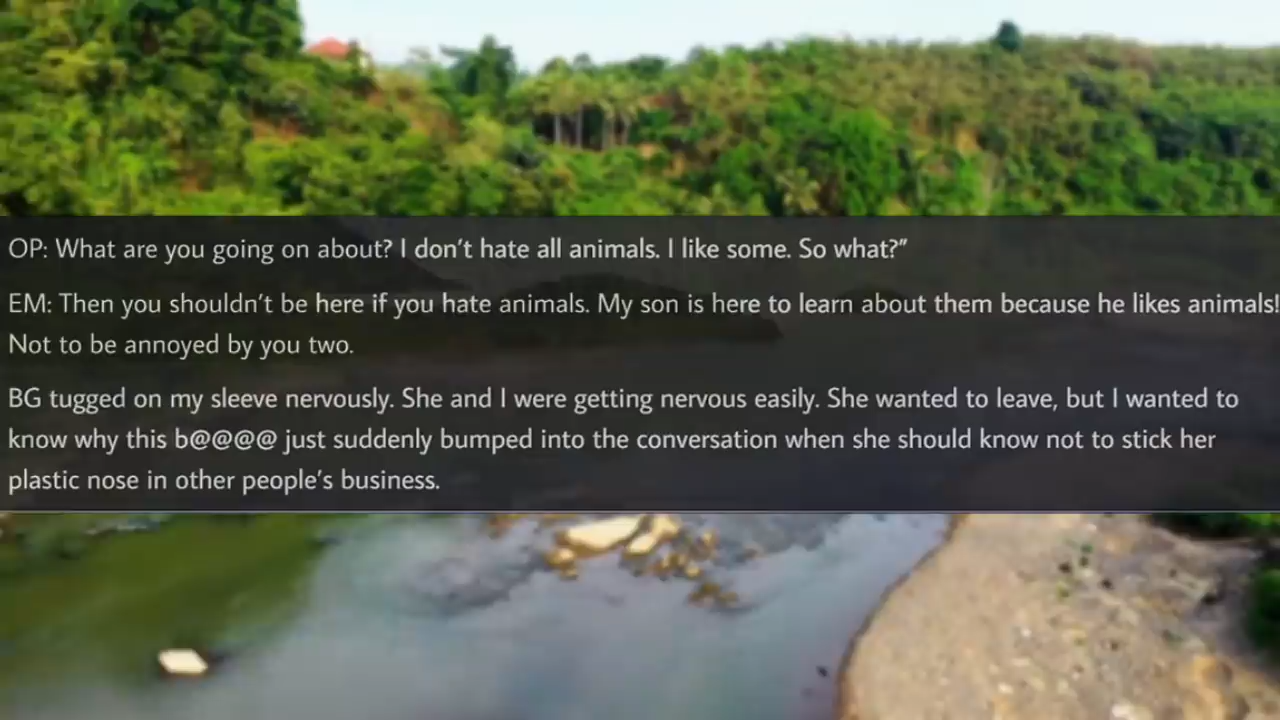 OP: What are you going on about? I don't hate all animals. I like some. So what?”
EM: Then you shouldn't be here if you hate animals. My son is here to learn about them because he likes animals!
Not to be annoyed by you two.
BG tugged on my sleeve nervously. She and I were getting nervous easily. She wanted to leave, but I wanted to
know why this b@@@@ just suddenly bumped into the conversation when she should know not to stick her
plastic nose in other people's business.